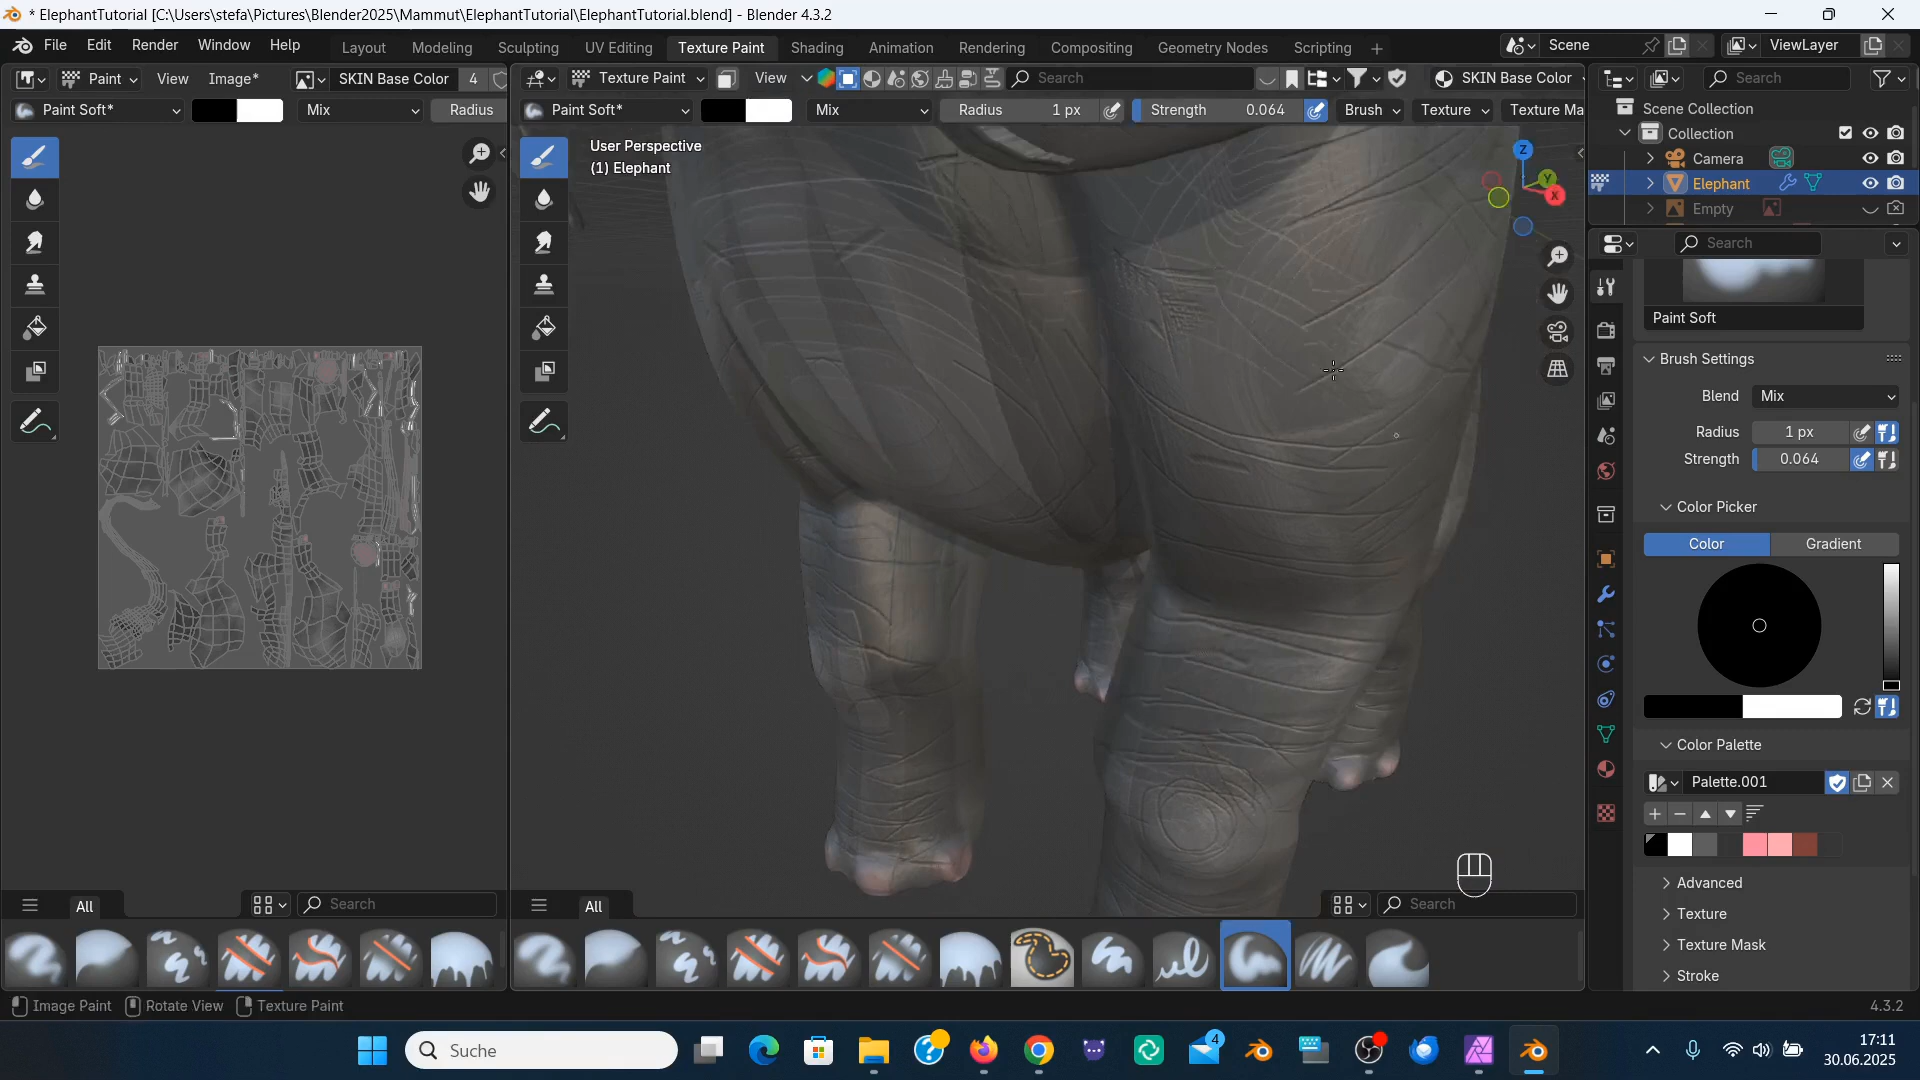 * ElephantTutorial [C:\Users\stefa\Pictures\Blender2025\Mammut\ElephantTutorial\ElephantTutorial.blend] - Blender 4.3.2
File Edit Render Window Help Layout Modeling Sculpting UV Editing Texture Paint Shading Animation Rendering Compositing Geometry Nodes Scripting + Scene ViewLayer
Paint View Image* SKIN Base Color 4 Texture Paint View Search SKIN Base Color Search
Paint Soft* Mix Radius Paint Soft* Mix Radius 1 px Strength 0.064 Brush Texture Texture Ma
Scene Collection
Collection
Camera
Elephant
Empty
User Perspective
(1) Elephant
Z
Y
X
Search
Paint Soft
Brush Settings
Blend Mix
Radius 1 px
Strength 0.064
Color Picker
Color Gradient
Color Palette
Palette.001
Advanced
Texture
Texture Mask
Stroke
All Search All Search
Image Paint Rotate View Texture Paint 4.3.2
Suche
4
17:11
30.06.2025